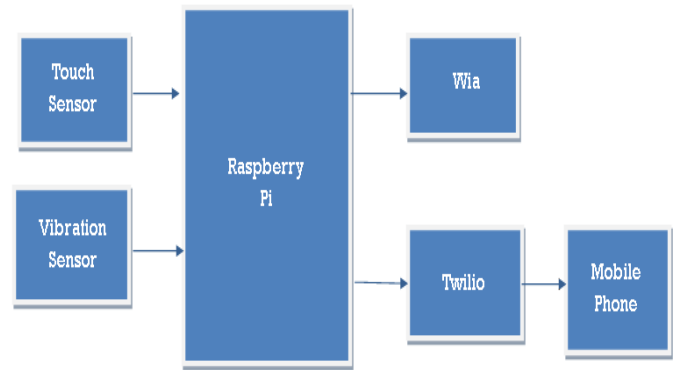 Touch
Sensor
Vibration
Sensor
Raspberry
Pi
Wia
Twilio
Mobile
Phone